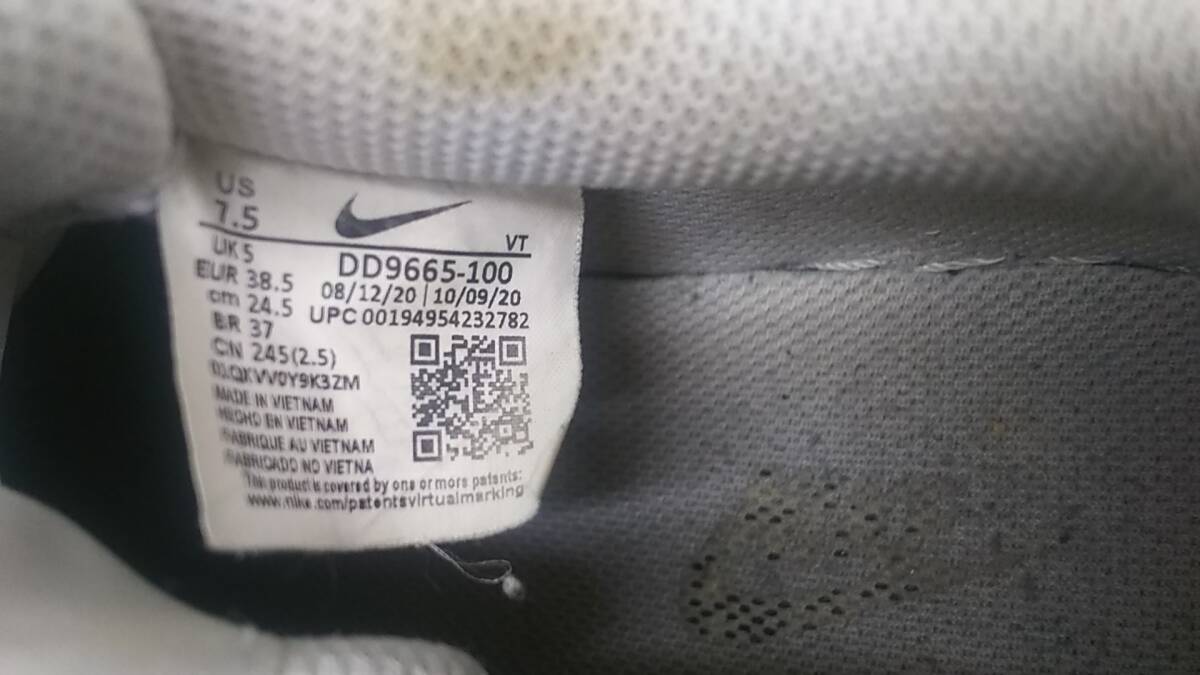 US
7.5
UK 5
EUR 38.5
cm 24.5
BR 37
CN 245(2.5)
MADE IN VIETNAM
HECHO EN VIETNAM
FABRIQUE AU VIETNAM
FABRICADO NO VIETNA
VT
DD9665-100
08/12/20 | 10/09/20
UPC 00194954232782
This product is covered by one or more patents:
www.nike.com/patentsvirtualmarking